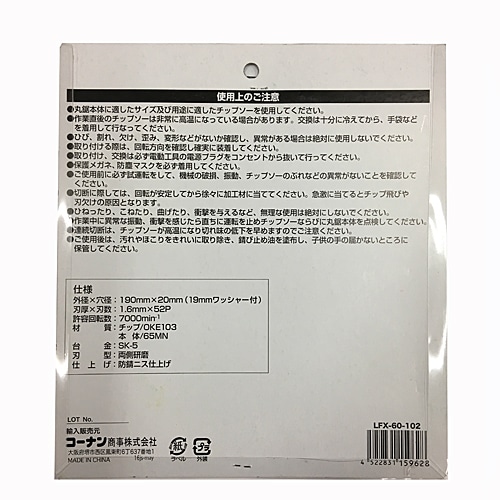 使用上のご注意
●丸鋸本体に適したサイズ及び用途に適したチップソーを使用してください。
●作業直後のチップソーは非常に高温になっている場合があります。交換は十分に冷えてから、手袋など
を着用して行なってください。
●ひび、割れ、欠け、歪み、変形などがないか確認し、異常がある場合は絶対に使用しないでください。
●取り付ける際は、回転方向を確認し確実に装着してください。
●取り付け、交換は必ず電動工具の電源プラグをコンセントから抜いて行ってください。
●保護メガネ、防塵マスクを必ず着用してください。
●ご使用前に必ず試運転をして、機械の破損、振動、チップソーのぶれなどの異常がないことを確認して
ください。
●切断に際しては、回転が安定してから徐々に加工材に当ててください。急激に当てるとチップ飛びや
刃欠けの原因となります。
●ひねったり、こねたり、曲げたり、衝撃を与えるなど、無理な使用は絶対にしないでください。
●作業中に異常な振動、衝撃を感じたら直ちに運転を止めチップソーならびに丸鋸本体を点検してください。
●連続切断は、チップソーが高温になり切れ味の低下を早めますのでご注意ください。
●ご使用後は、汚れやほこりをきれいに取り除き、錆び止め油を塗布し、子供の手の届かないところに
保管してください。
仕様
外径×穴径:190mm×20mm(19mmワッシャー付)
刃厚×刃数:1.6mm×52P
許容回転数:7000min⁻¹
材 質:チップ/OKE103
本 体/65MN
台 金:SK-5
刃 型:両側研磨
仕 上 げ:防錆ニス仕上げ
LOT No.
輸入販売元
コーナン商事株式会社
大阪府堺市西区鳳東町6丁637番地
MADE IN CHINA 16js-may
紙
ラベル
プラ
外装
LFX-60-102
4 522831 159628